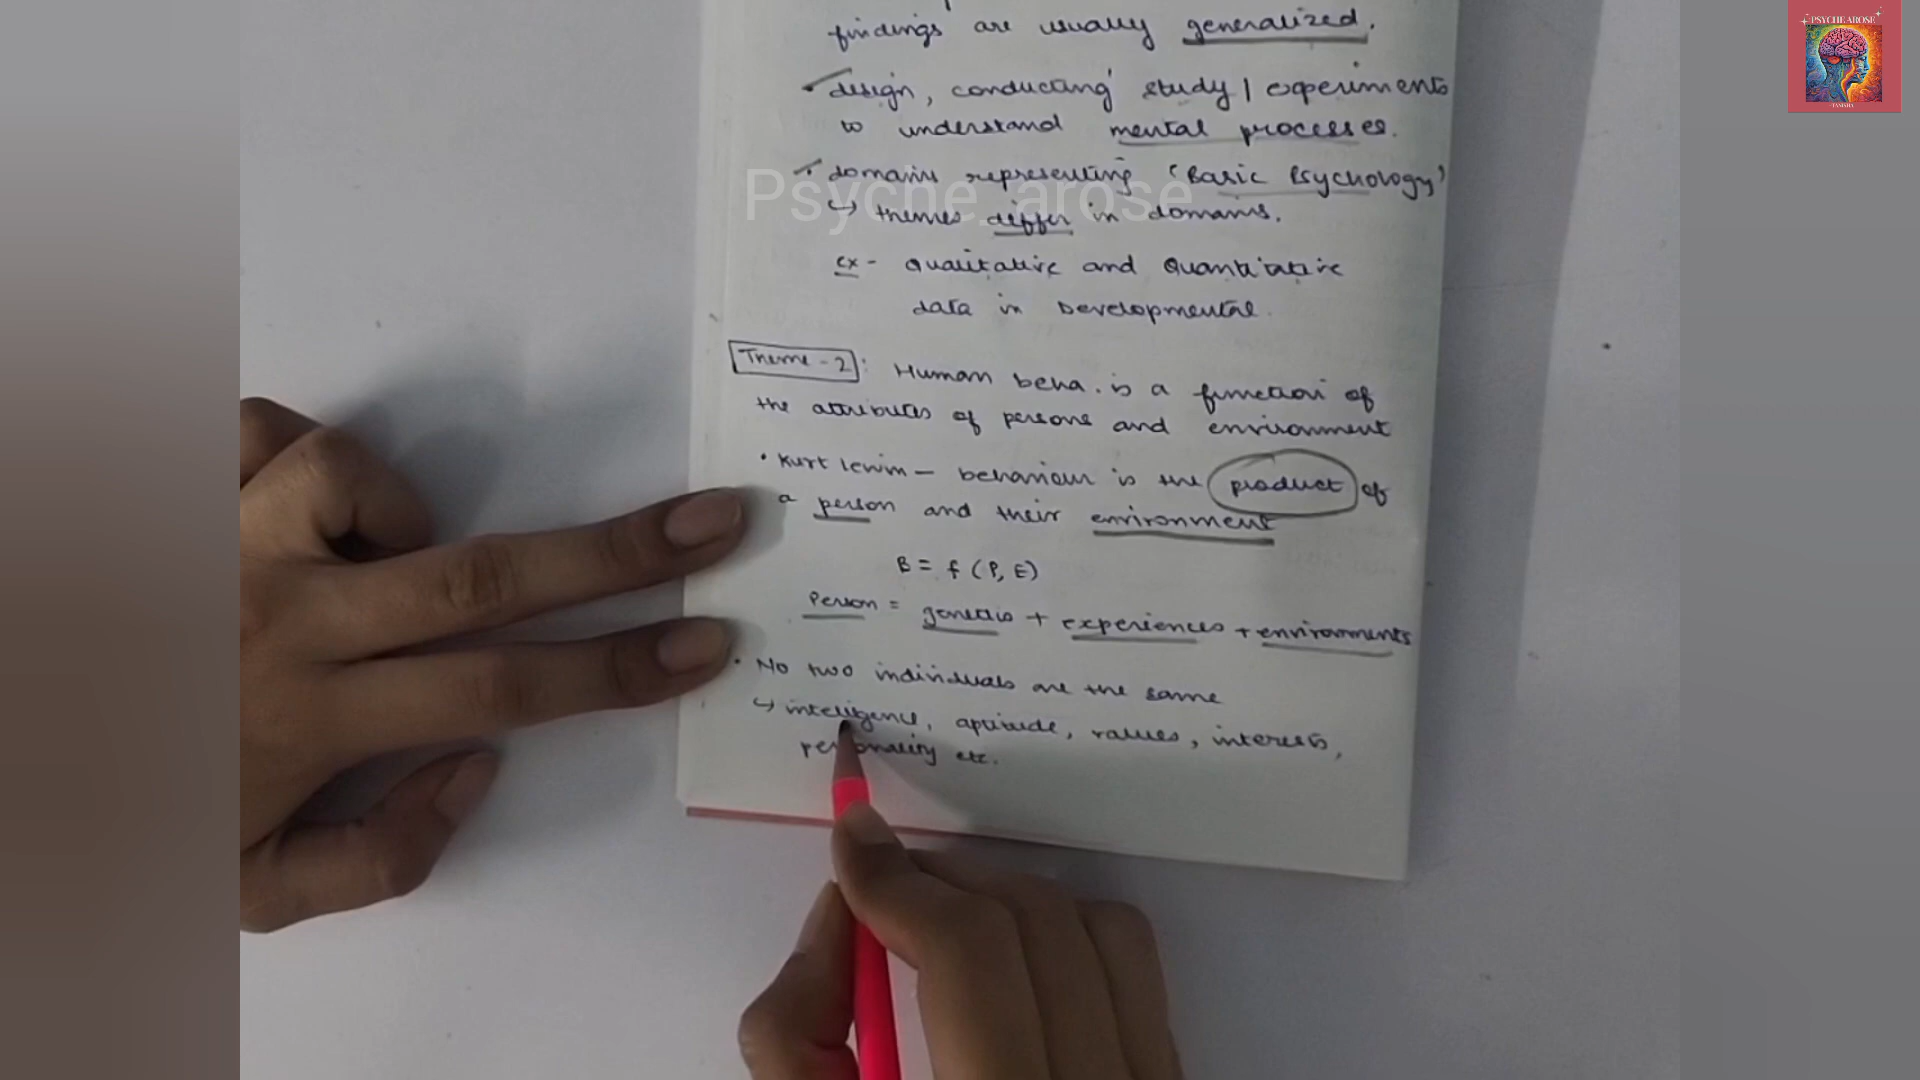 findings are usually generalized.
• design, conducting study / experiments
to understand mental processes.
• domains representing 'Basic Psychology'
↳ themes differ in domains.
ex - Qualitative and Quantitative
data in Developmental.
Theme - 2 : Human beha. is a function of
the attributes of persons and environment
• Kurt Lewin – behaviour is the product of
a person and their environment
B = f (P, E)
Person = genetics + experiences + environments
• No two individuals are the same
↳ intelligence, aptitude, values, interests,
personality etc.
Psyche_arose
PSYCHE AROSE